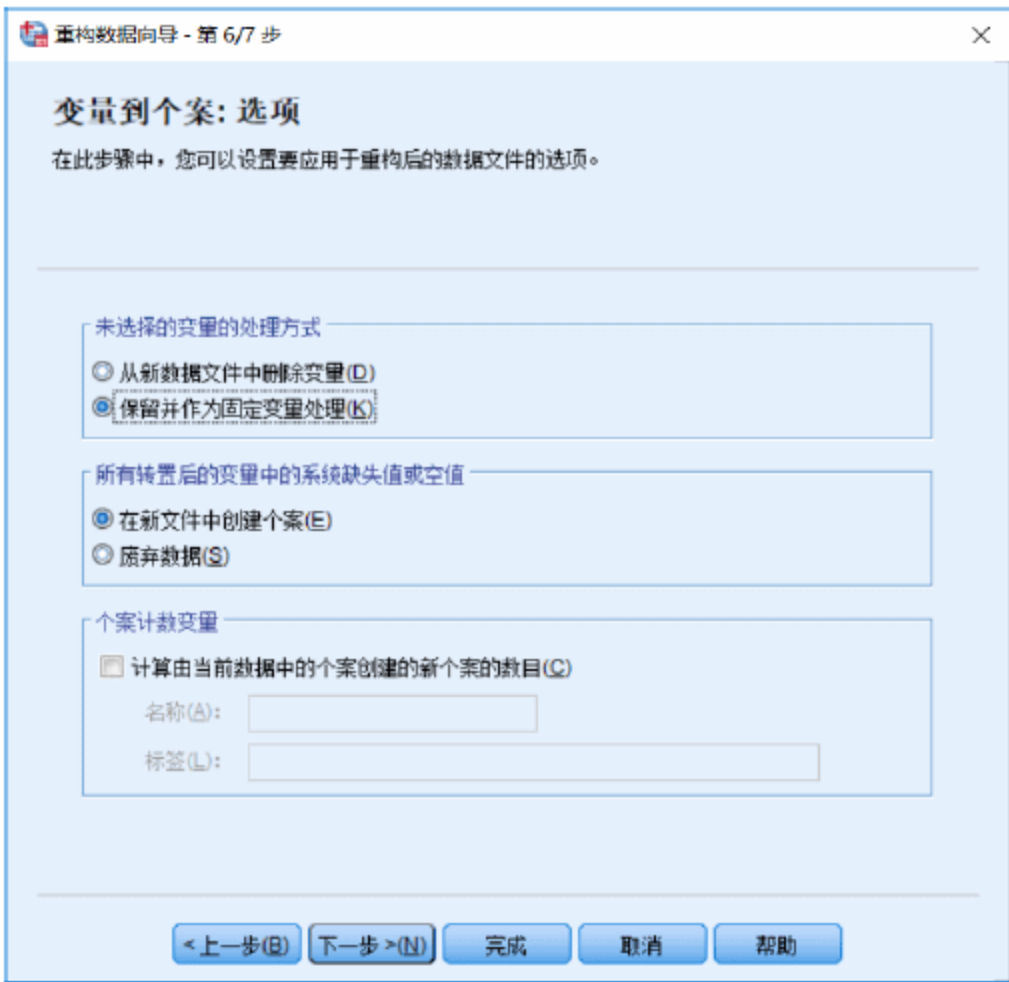 重构数据向导 - 第 6/7 步
变量到个案: 选项
在此步骤中，您可以设置要应用于重构后的数据文件的选项。
未选择的变量的处理方式
从新数据文件中删除变量(D)
保留并作为固定变量处理(K)
所有转置后的变量中的系统缺失值或空值
在新文件中创建个案(E)
废弃数据(S)
个案计数变量
计算由当前数据中的个案创建的新个案的数目(C)
名称(A):
标签(L):
< 上一步(B) 下一步 >(N) 完成 取消 帮助